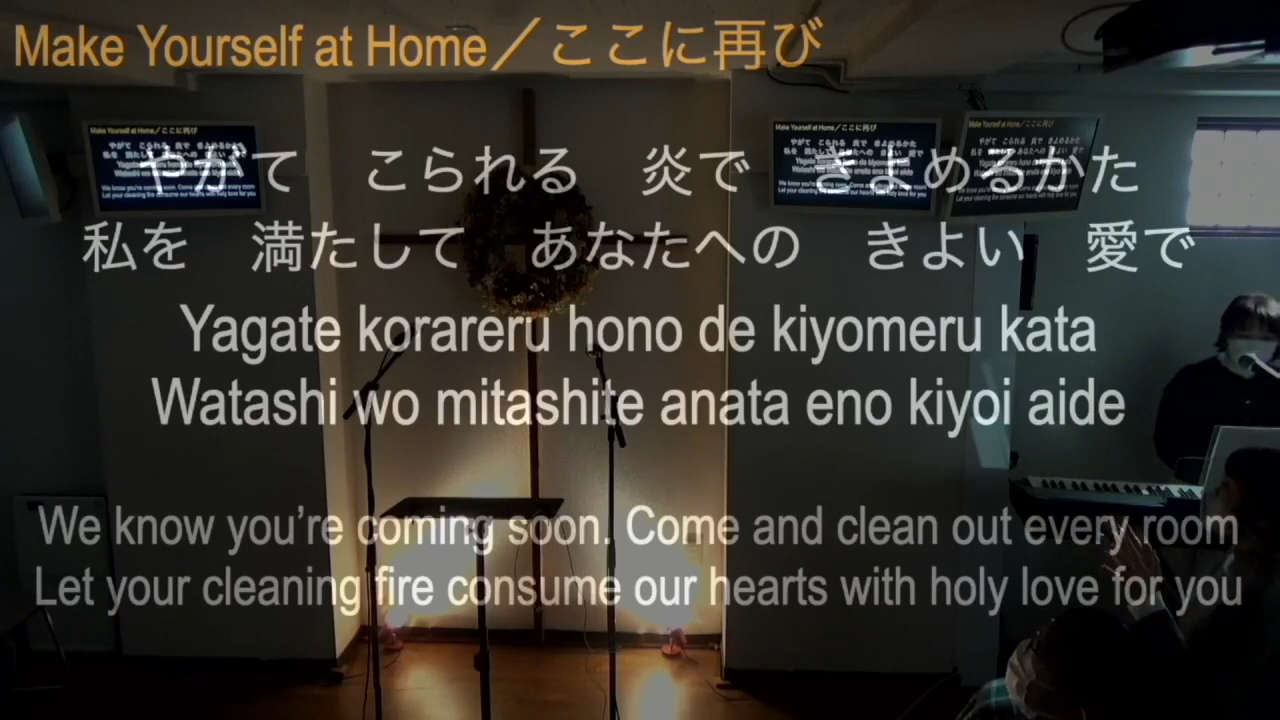 Make Yourself at Home／ここに再び
やがて　こられる　炎で　きよめるかた
私を　満たして　あなたへの　きよい　愛で
Yagate korareru hono de kiyomeru kata
Watashi wo mitashite anata eno kiyoi aide
We know you’re coming soon. Come and clean out every room
Let your cleaning fire consume our hearts with holy love for you